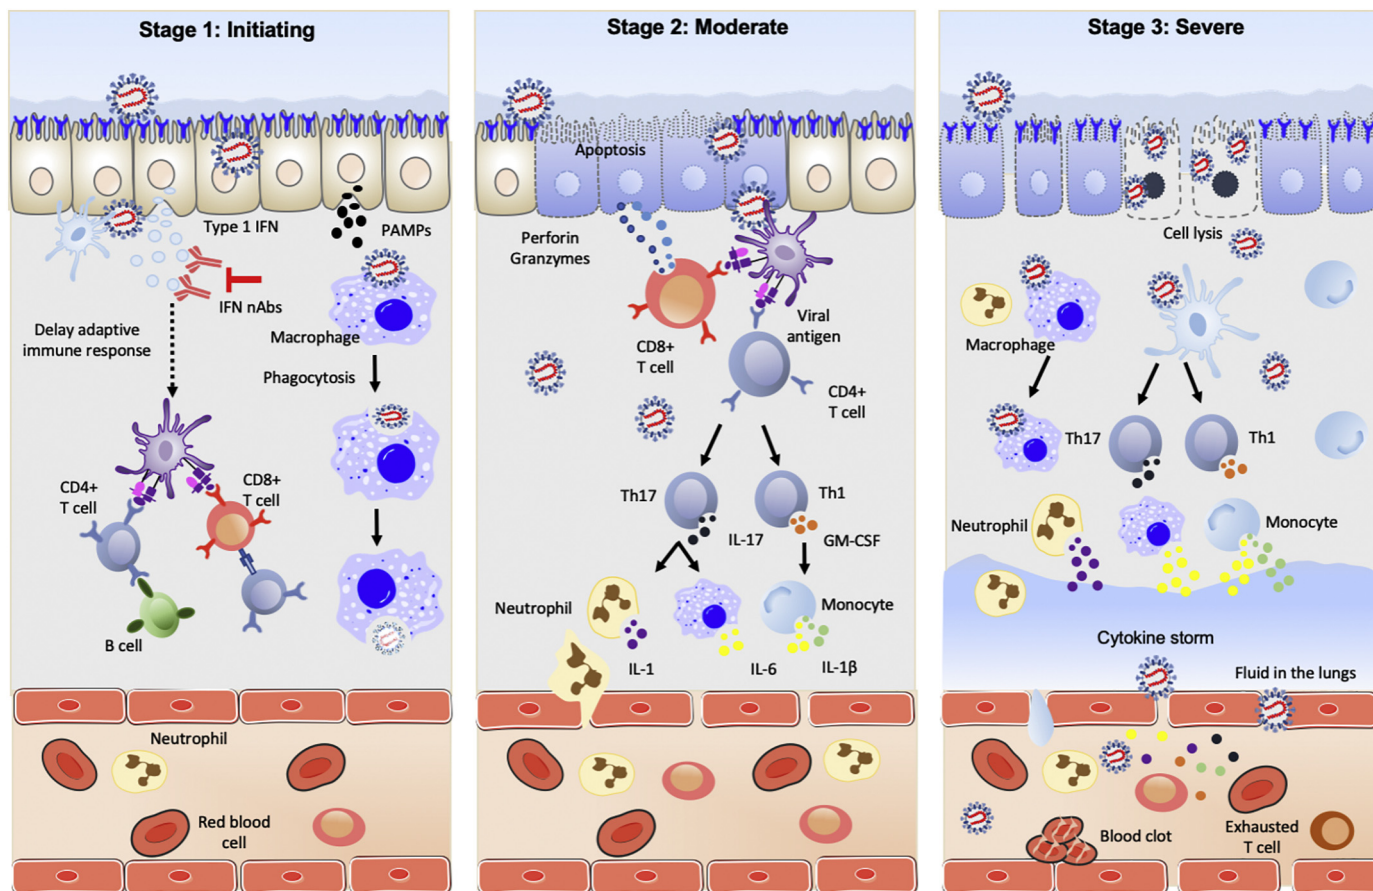 Stage 1: Initiating
Type 1 IFN
PAMPs
IFN nAbs
Delay adaptive
immune response
Macrophage
Phagocytosis
CD4+
T cell
CD8+
T cell
B cell
Neutrophil
Red blood
cell
Stage 2: Moderate
Apoptosis
Perforin
Granzymes
Viral
antigen
CD8+
T cell
CD4+
T cell
Th17
Th1
IL-17
GM-CSF
Neutrophil
Monocyte
IL-1
IL-6
IL-1β
Stage 3: Severe
Cell lysis
Macrophage
Th17
Th1
Neutrophil
Monocyte
Cytokine storm
Fluid in the lungs
Blood clot
Exhausted
T cell